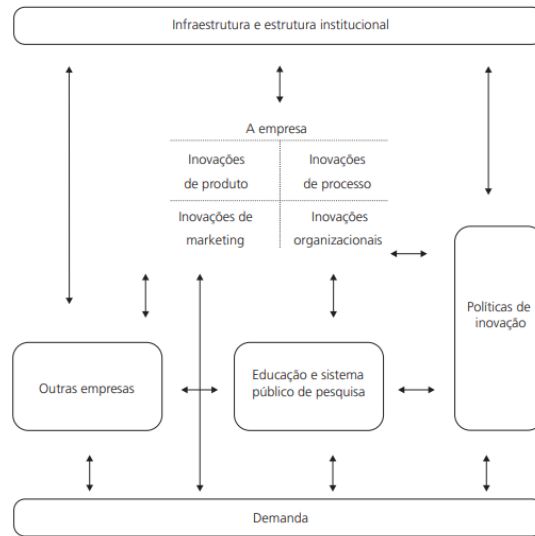 Infraestrutura e estrutura institucional
A empresa
Inovações
de produto
Inovações
de processo
Inovações de
marketing
Inovações
organizacionais
Políticas de
inovação
Outras empresas
Educação e sistema
público de pesquisa
Demanda